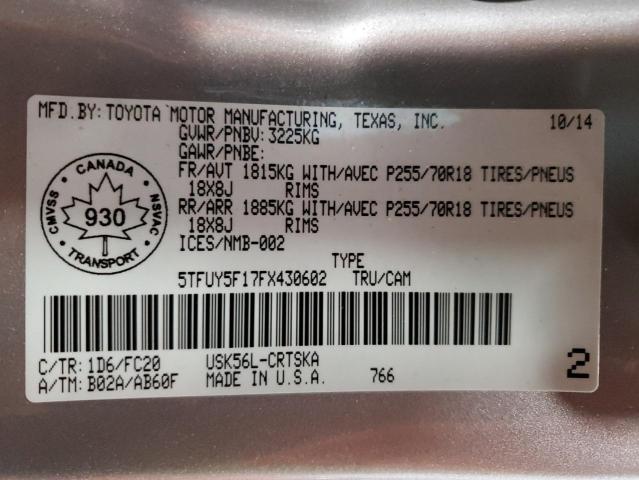 MFD.BY: TOYOTA MOTOR MANUFACTURING, TEXAS, INC. 10/14
GVWR/PNBV: 3225KG
GAWR/PNBE:
FR/AVT 1815KG WITH/AVEC P255/70R18 TIRES/PNEUS
18X8J RIMS
RR/ARR 1885KG WITH/AVEC P255/70R18 TIRES/PNEUS
18X8J RIMS
ICES/NMB-002
CANADA
CMVSS 930 NSVAC
TRANSPORT
TYPE
5TFUY5F17FX430602 TRU/CAM
C/TR: 1D6/FC20 USK56L-CRTSKA
A/TM: B02A/AB60F MADE IN U.S.A. 766 2